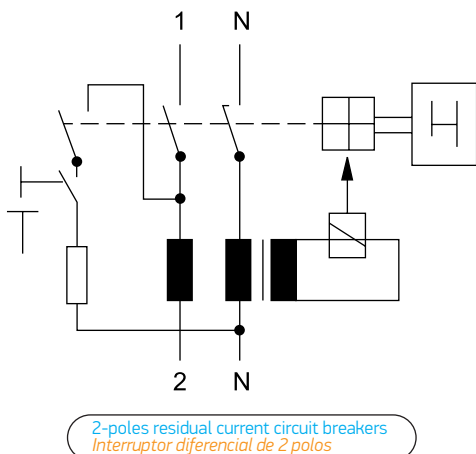 1 N
2 N
2-poles residual current circuit breakers
Interruptor diferencial de 2 polos